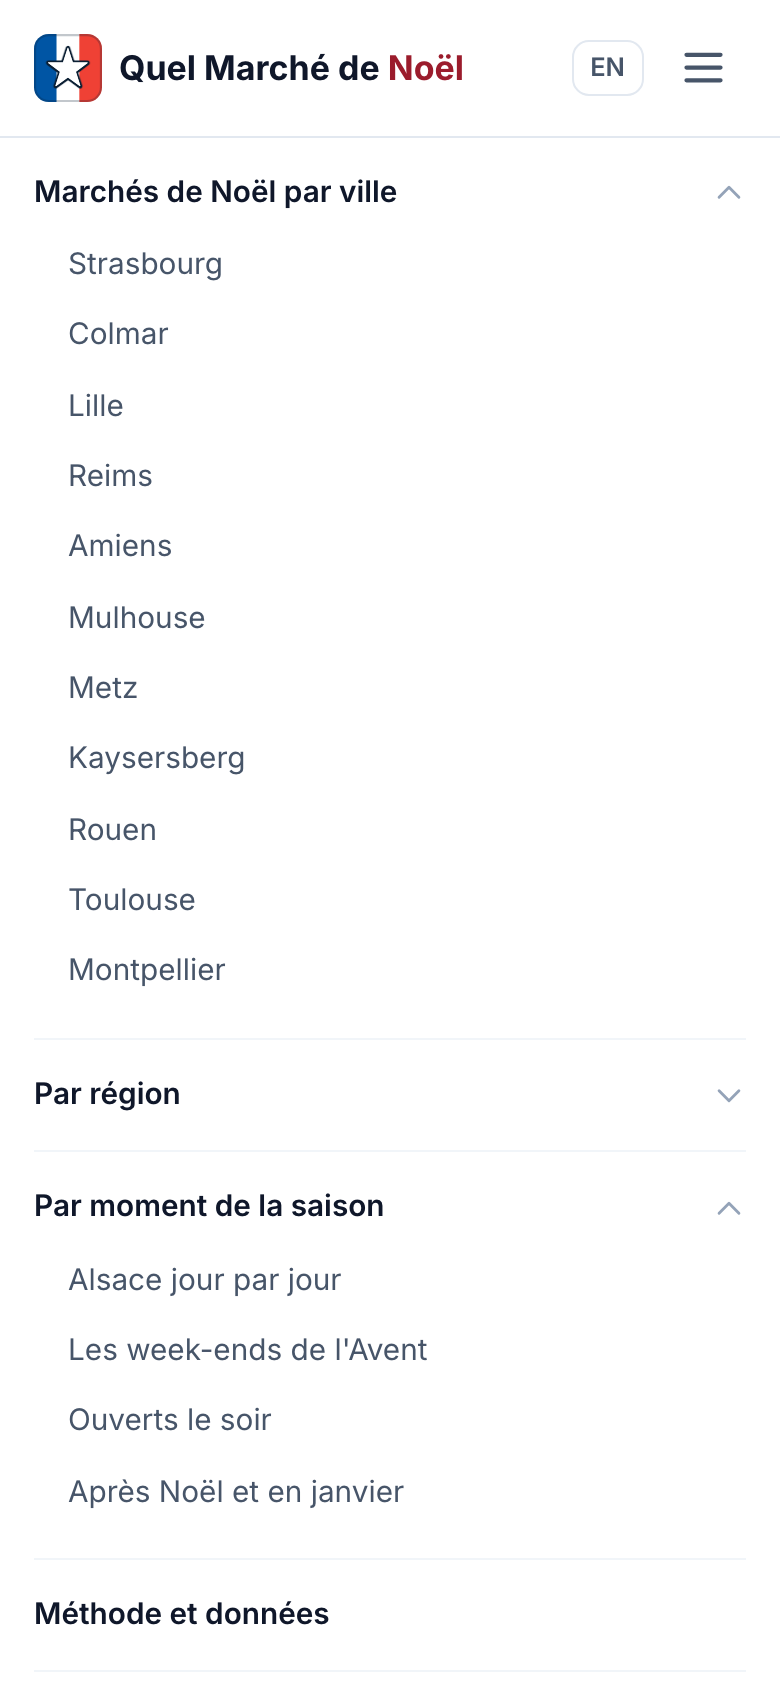 Quel Marché de Noël
EN
Marchés de Noël par ville
Strasbourg
Colmar
Lille
Reims
Amiens
Mulhouse
Metz
Kaysersberg
Rouen
Toulouse
Montpellier
Par région
Par moment de la saison
Alsace jour par jour
Les week-ends de l'Avent
Ouverts le soir
Après Noël et en janvier
Méthode et données